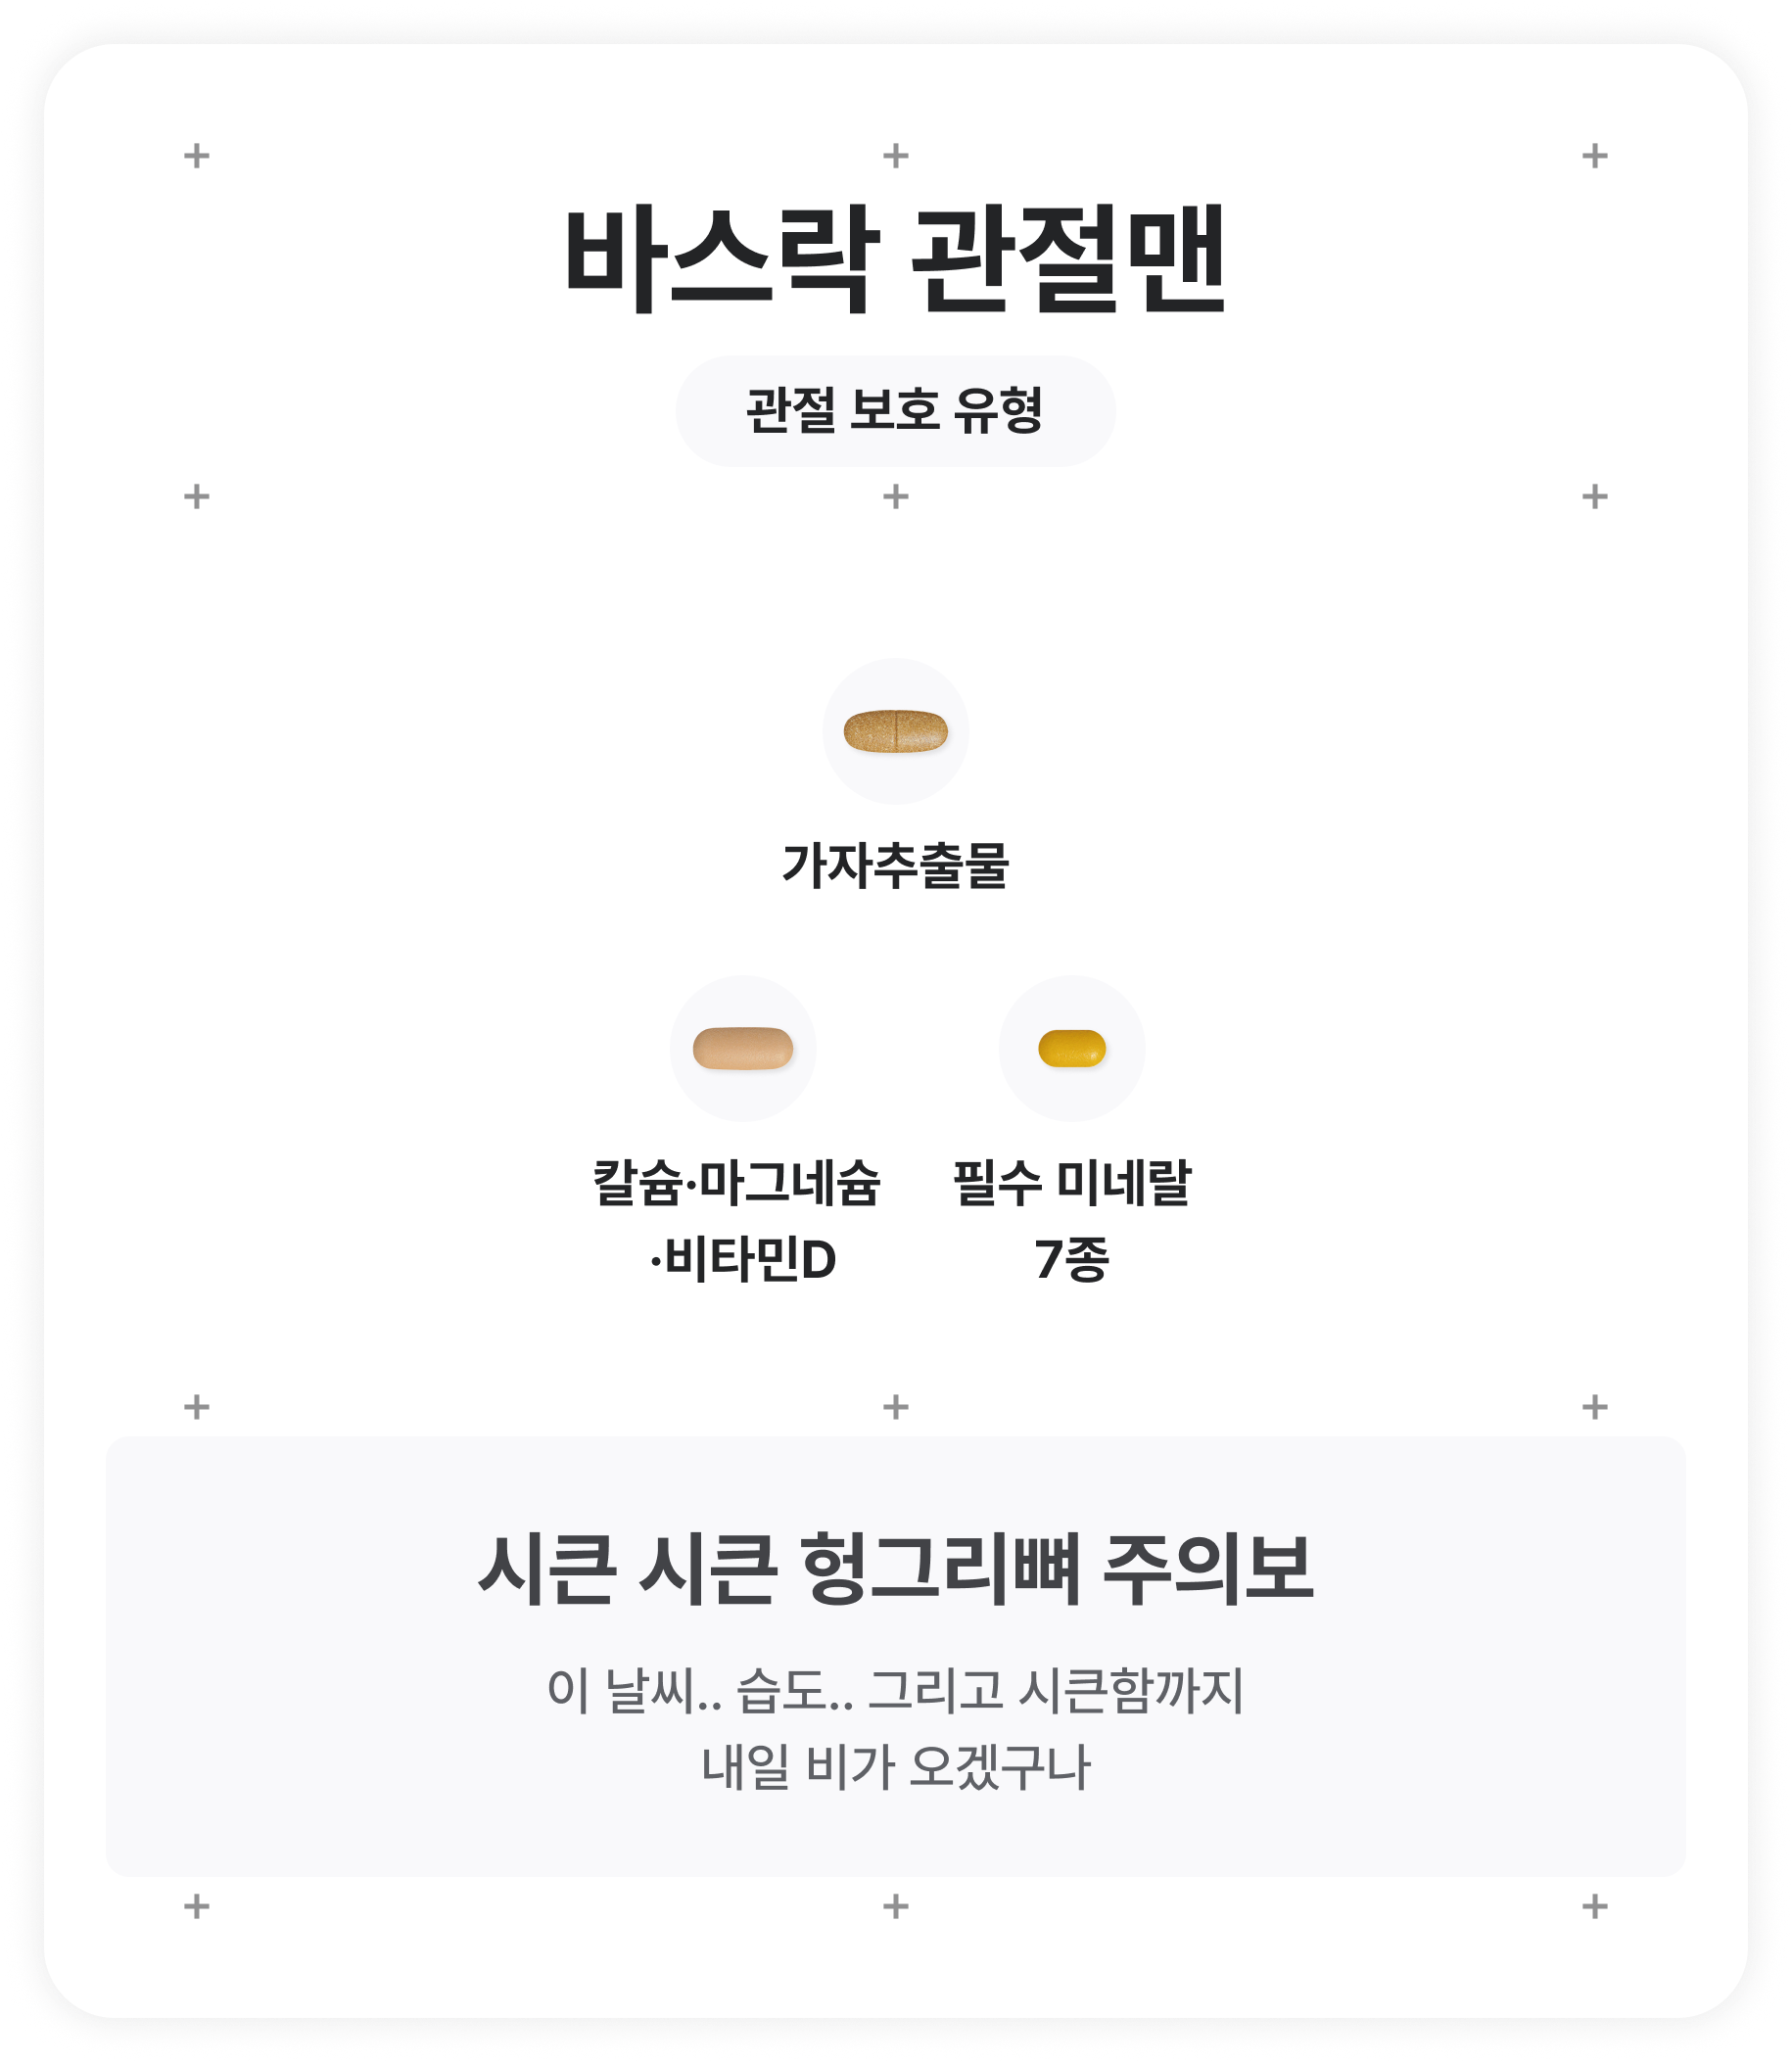 바스락 관절맨
관절 보호 유형
가자추출물
칼슘·마그네슘
·비타민D
필수 미네랄
7종
시큰 시큰 헝그리뼈 주의보
이 날씨.. 습도.. 그리고 시큰함까지
내일 비가 오겠구나